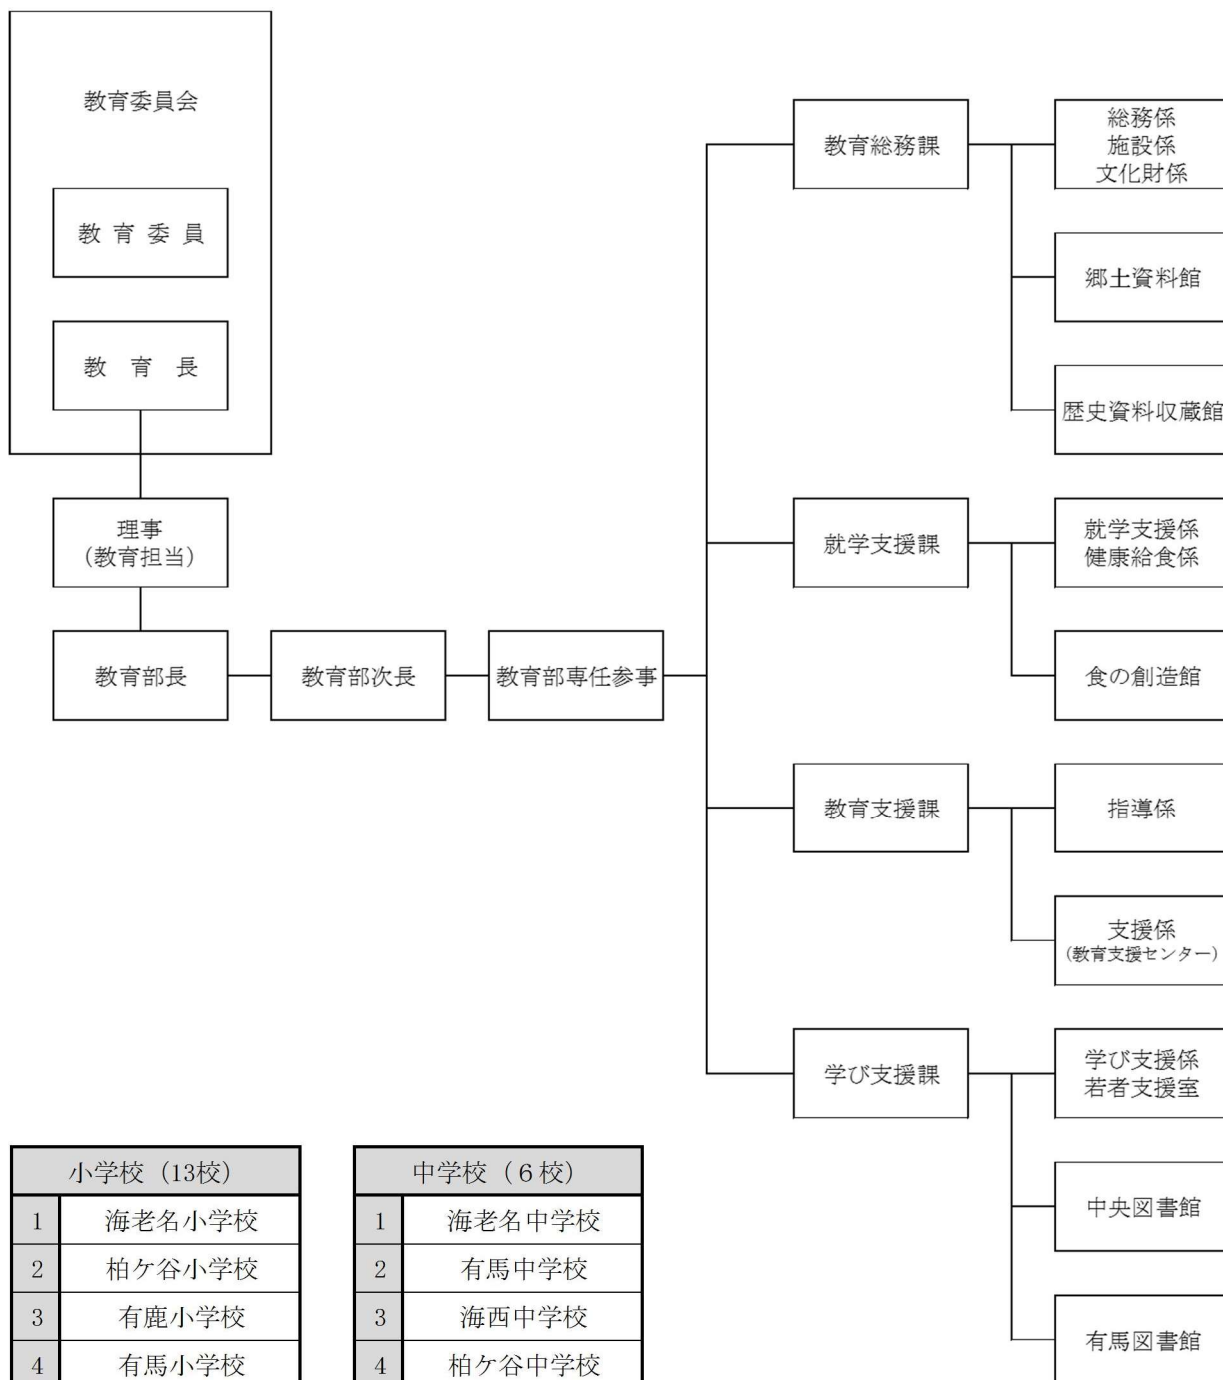 教育委員会
教育委員
教育長
理事
(教育担当)
教育部長
教育部次長
教育部専任参事
教育総務課
総務係
施設係
文化財係
郷土資料館
歴史資料収蔵館
就学支援課
就学支援係
健康給食係
食の創造館
教育支援課
指導係
支援係
(教育支援センター)
学び支援課
学び支援係
若者支援室
中央図書館
有馬図書館
小学校（13校）
1 海老名小学校
2 柏ケ谷小学校
3 有鹿小学校
4 有馬小学校
中学校（６校）
1 海老名中学校
2 有馬中学校
3 海西中学校
4 柏ケ谷中学校